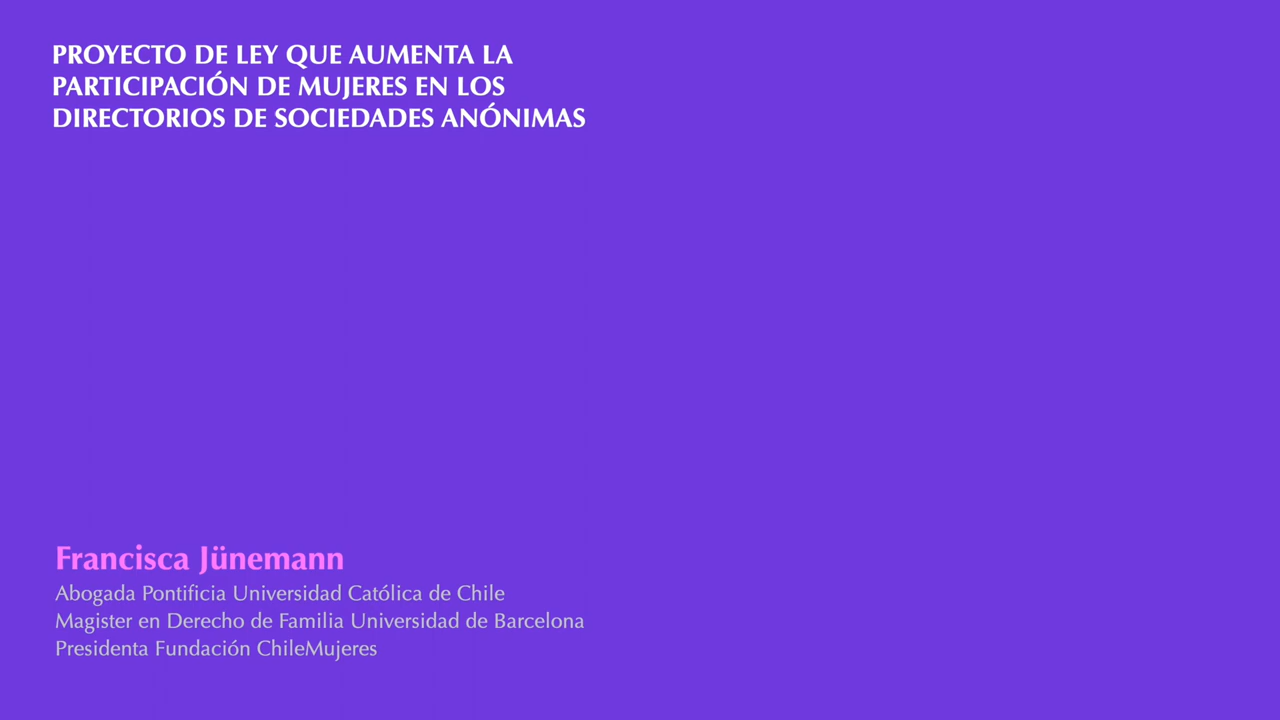 PROYECTO DE LEY QUE AUMENTA LA
PARTICIPACIÓN DE MUJERES EN LOS
DIRECTORIOS DE SOCIEDADES ANÓNIMAS
Francisca Jünemann
Abogada Pontificia Universidad Católica de Chile
Magister en Derecho de Familia Universidad de Barcelona
Presidenta Fundación ChileMujeres